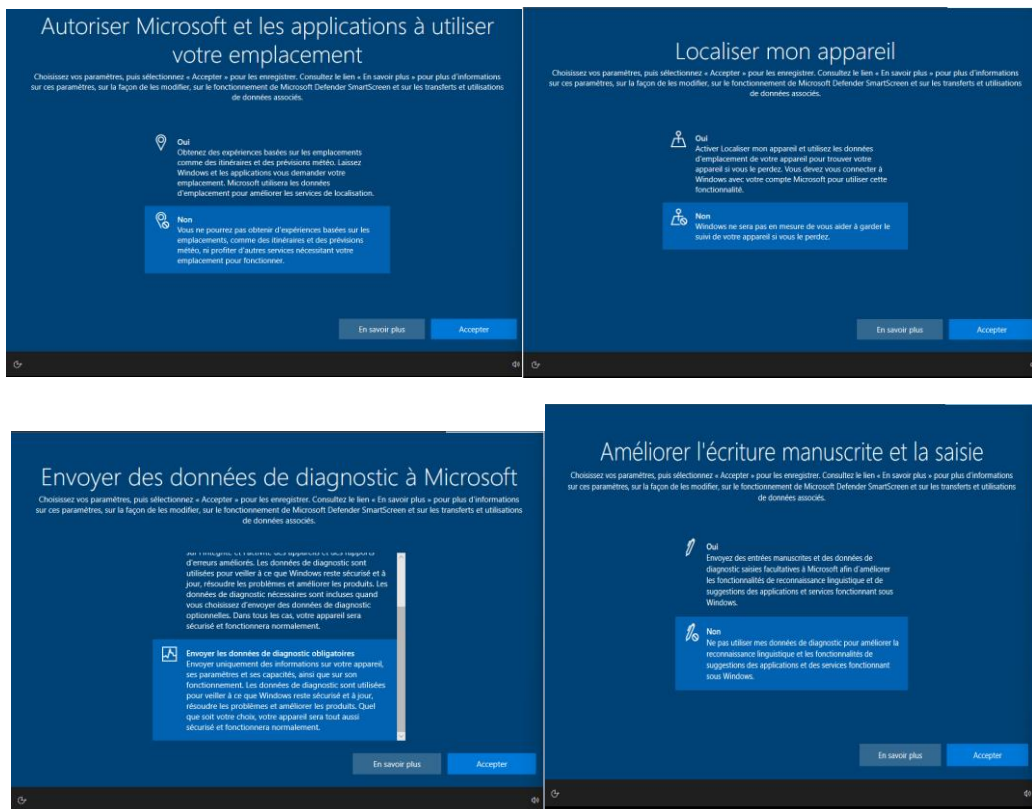 Autoriser Microsoft et les applications à utiliser
votre emplacement
Choisissez vos paramètres, puis sélectionnez « Accepter » pour les enregistrer. Consultez le lien « En savoir plus » pour plus d'informations
sur ces paramètres, sur la façon de les modifier, sur le fonctionnement de Microsoft Defender SmartScreen et sur les transferts et utilisations
de données associés.
Oui
Obtenez des expériences basées sur les emplacements
comme des itinéraires et des prévisions météo. Laissez
Windows et les applications vous demander votre
emplacement. Microsoft utilisera les données
d'emplacement pour améliorer les services de localisation.
Non
Vous ne pourrez pas obtenir d'expériences basées sur les
emplacements, comme des itinéraires et des prévisions
météo, ni profiter d'autres services nécessitant votre
emplacement pour fonctionner.
En savoir plus
Accepter
Localiser mon appareil
Choisissez vos paramètres, puis sélectionnez « Accepter » pour les enregistrer. Consultez le lien « En savoir plus » pour plus d'informations
sur ces paramètres, sur la façon de les modifier, sur le fonctionnement de Microsoft Defender SmartScreen et sur les transferts et utilisations
de données associés.
Oui
Activer Localiser mon appareil et utilisez les données
d'emplacement de votre appareil pour trouver votre
appareil si vous le perdez. Vous devez vous connecter à
Windows avec votre compte Microsoft pour utiliser cette
fonctionnalité.
Non
Windows ne sera pas en mesure de vous aider à garder le
suivi de votre appareil si vous le perdez.
En savoir plus
Accepter
Envoyer des données de diagnostic à Microsoft
Choisissez vos paramètres, puis sélectionnez « Accepter » pour les enregistrer. Consultez le lien « En savoir plus » pour plus d'informations
sur ces paramètres, sur la façon de les modifier, sur le fonctionnement de Microsoft Defender SmartScreen et sur les transferts et utilisations
de données associés.
sur l'intégrité et l'activité des appareils et des rapports
d'erreurs améliorés. Les données de diagnostic sont
utilisées pour veiller à ce que Windows reste sécurisé et à
jour, résoudre les problèmes et améliorer les produits. Les
données de diagnostic nécessaires sont incluses quand
vous choisissez d'envoyer des données de diagnostic
optionnelles. Dans tous les cas, votre appareil sera
sécurisé et fonctionnera normalement.
Envoyer les données de diagnostic obligatoires
Envoyer uniquement des informations sur votre appareil,
ses paramètres et ses capacités, ainsi que sur son
fonctionnement. Les données de diagnostic sont utilisées
pour veiller à ce que Windows reste sécurisé et à jour,
résoudre les problèmes et améliorer les produits. Quel
que soit votre choix, votre appareil sera tout aussi
sécurisé et fonctionnera normalement.
En savoir plus
Accepter
Améliorer l'écriture manuscrite et la saisie
Choisissez vos paramètres, puis sélectionnez « Accepter » pour les enregistrer. Consultez le lien « En savoir plus » pour plus d'informations
sur ces paramètres, sur la façon de les modifier, sur le fonctionnement de Microsoft Defender SmartScreen et sur les transferts et utilisations
de données associés.
Oui
Envoyez des entrées manuscrites et des données de
diagnostic saisies facultatives à Microsoft afin d'améliorer
les fonctionnalités de reconnaissance linguistique et de
suggestions des applications et services fonctionnant sous
Windows.
Non
Ne pas utiliser mes données de diagnostic pour améliorer la
reconnaissance linguistique et les fonctionnalités de
suggestions des applications et des services fonctionnant
sous Windows.
En savoir plus
Accepter